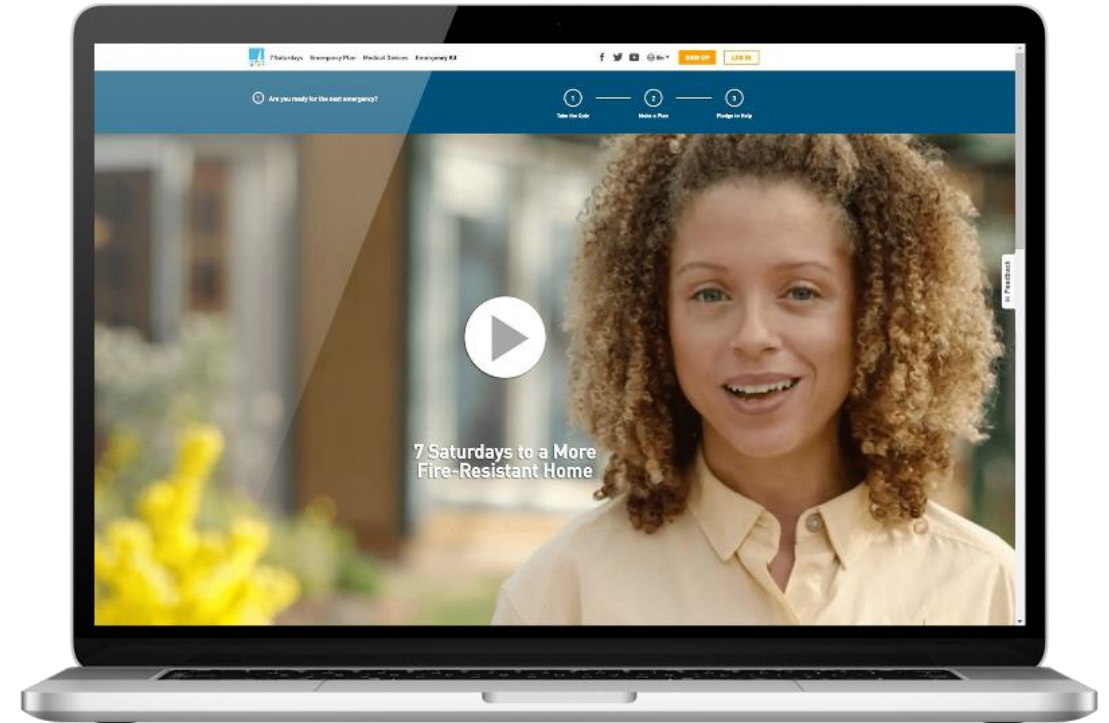 7 Saturdays Emergency Plan Medical Devices Emergency Kit
En
SIGN UP
LOG IN
Are you ready for the next emergency?
1
2
3
Take the Quiz
Make a Plan
Pledge to Help
Feedback
7 Saturdays to a More
Fire-Resistant Home